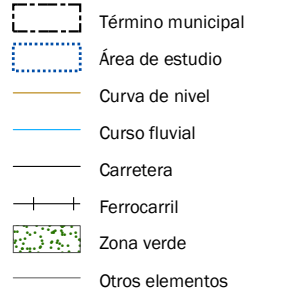 Término municipal
Área de estudio
Curva de nivel
Curso fluvial
Carretera
Ferrocarril
Zona verde
Otros elementos